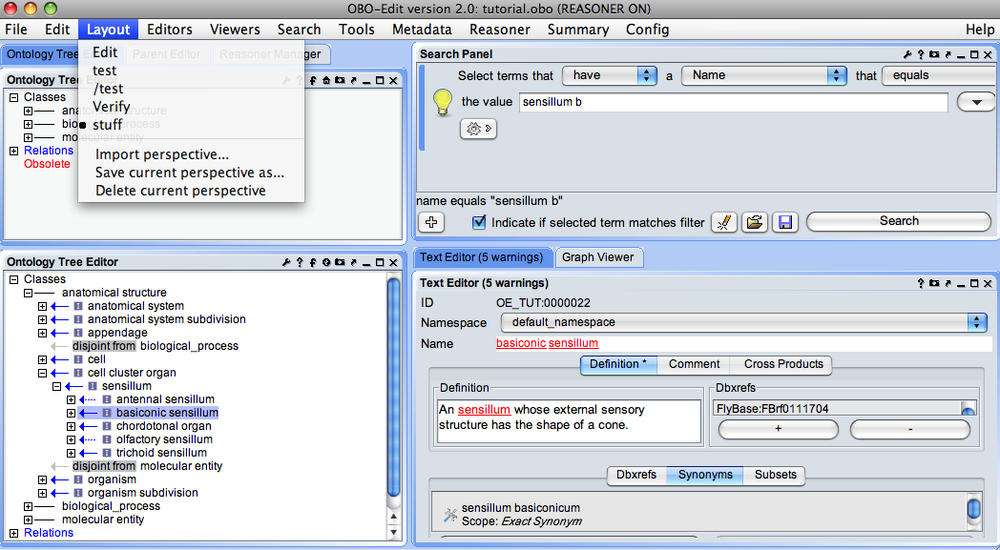 OBO-Edit version 2.0: tutorial.obo (REASONER ON)
File Edit Layout Editors Viewers Search Tools Metadata Reasoner Summary Config Help
Ontology Tree E Parent Editor Reasoner Manager
Edit
test
/test
Verify
stuff
Import perspective...
Save current perspective as...
Delete current perspective
Ontology Tree E
Classes
anatomical structure
biological_process
molecular entity
Relations
Obsolete
Search Panel
Select terms that have a Name that equals
the value sensillum b
name equals "sensillum b"
Indicate if selected term matches filter Search
Ontology Tree Editor
Classes
anatomical structure
anatomical system
anatomical system subdivision
appendage
disjoint from biological_process
cell
cell cluster organ
sensillum
antennal sensillum
basiconic sensillum
chordotonal organ
olfactory sensillum
trichoid sensillum
disjoint from molecular entity
organism
organism subdivision
biological_process
molecular entity
Relations
Text Editor (5 warnings) Graph Viewer
Text Editor (5 warnings)
ID OE_TUT:0000022
Namespace default_namespace
Name basiconic sensillum
Definition * Comment Cross Products
Definition
An sensillum whose external sensory
structure has the shape of a cone.
Dbxrefs
FlyBase:FBrf0111704
+ -
Dbxrefs Synonyms Subsets
sensillum basiconicum
Scope: Exact Synonym